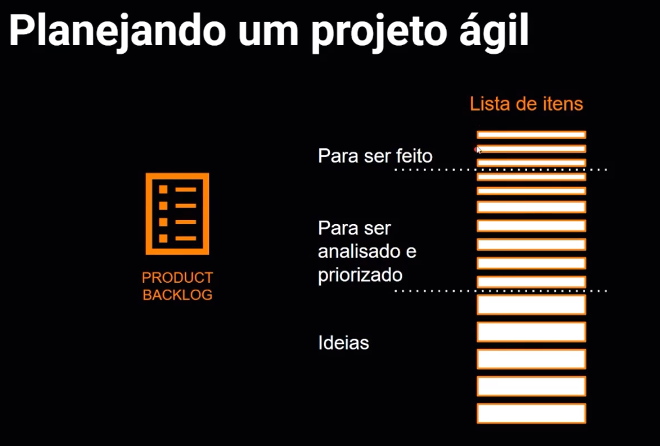 Planejando um projeto ágil
Lista de itens
Para ser feito
Para ser
analisado e
priorizado
PRODUCT
BACKLOG
Ideias